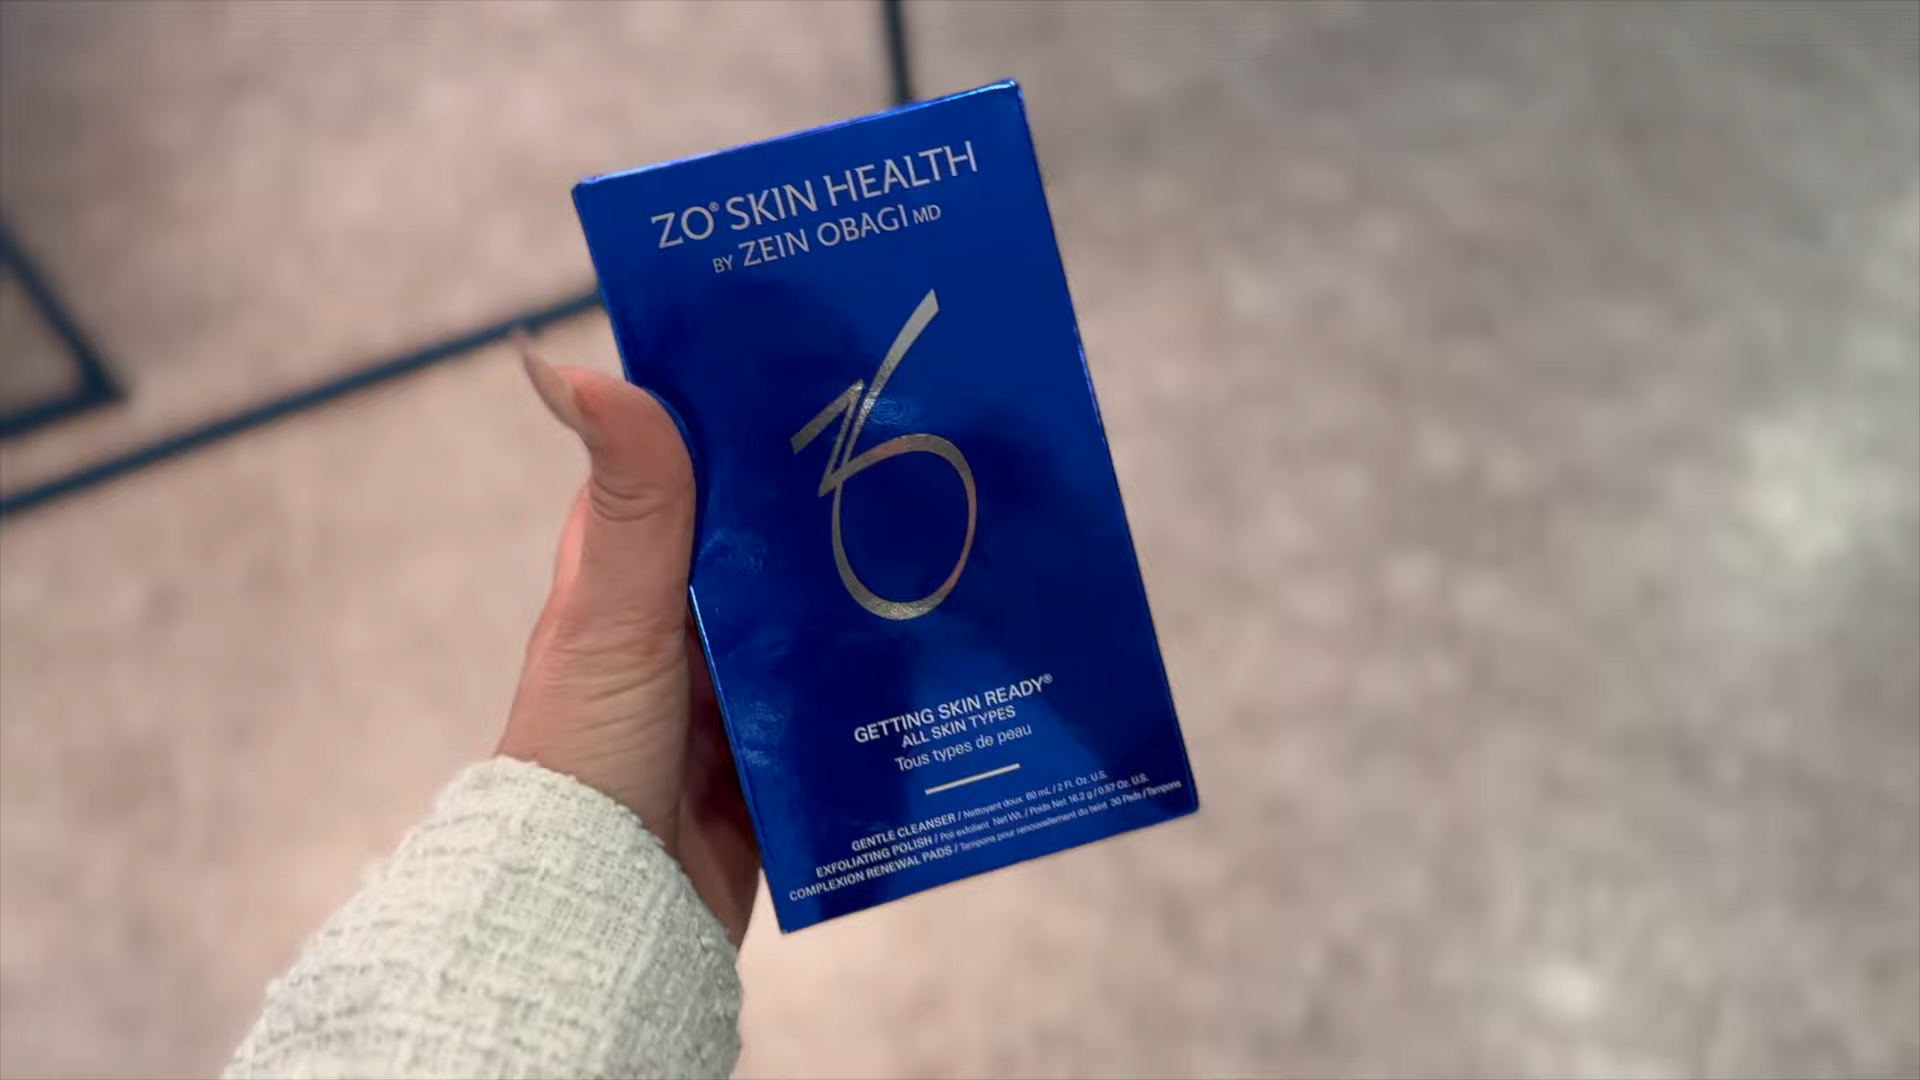 ZO® SKIN HEALTH
BY ZEIN OBAGI MD
GETTING SKIN READY®
ALL SKIN TYPES
Tous types de peau
GENTLE CLEANSER / Nettoyant doux 60 mL / 2 Fl. Oz. U.S.
EXFOLIATING POLISH / Poli exfoliant Net Wt. / Poids Net 16.2 g / 0.57 Oz. U.S.
COMPLEXION RENEWAL PADS / Tampons pour renouvellement du teint 30 Pads / Tampons